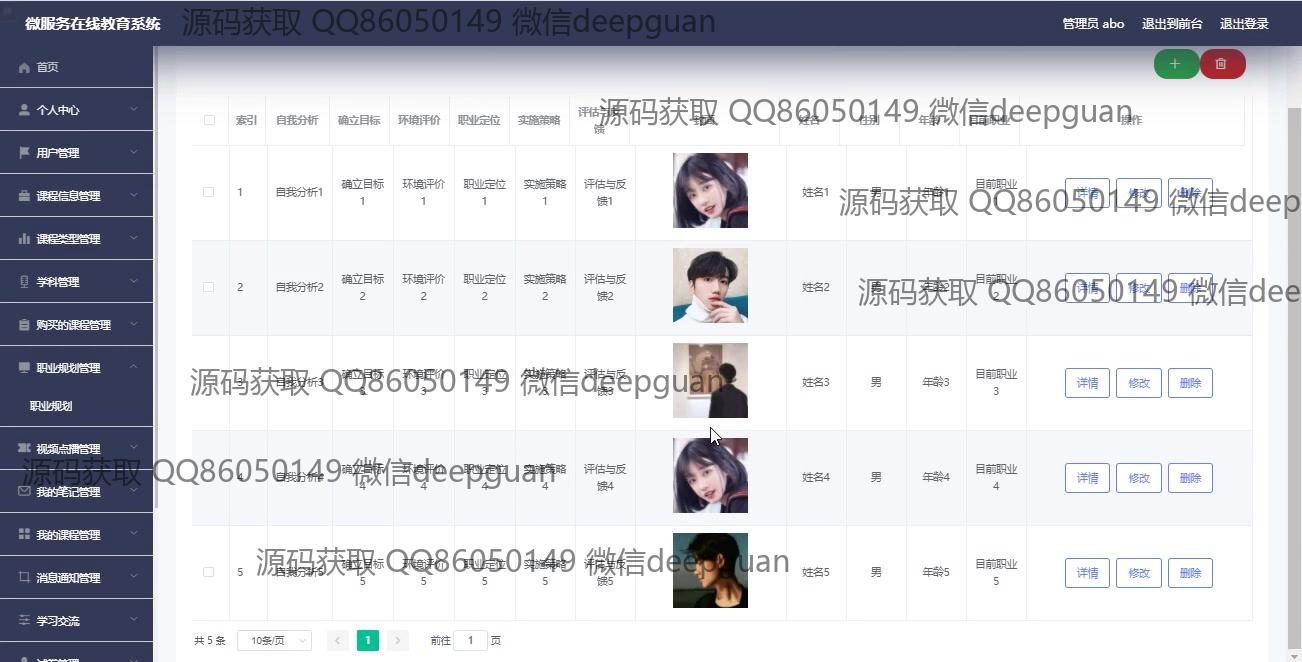 微服务在线教育系统
源码获取 QQ86050149 微信deepguan
管理员 abo 退出到前台 退出登录
首页
个人中心
用户管理
课程信息管理
课程类型管理
学科管理
购买的课程管理
职业规划管理
职业规划
视频点播管理
我的笔记管理
我的课程管理
消息通知管理
学习交流
源码获取 QQ86050149 微信deepguan
索引 自我分析 确立目标 环境评价 职业定位 实施策略 评估与反馈 封面 姓名 性别 年龄 目前职业 操作
1 自我分析1 确立目标1 环境评价1 职业定位1 实施策略1 评估与反馈1 姓名1 男 年龄1 目前职业 详情 修改 删除
源码获取 QQ86050149 微信deep
2 自我分析2 确立目标2 环境评价2 职业定位2 实施策略2 评估与反馈2 姓名2 男 年龄2 目前职业2 详情 修改 删除
源码获取 QQ86050149 微信dee
3 自我分析3 确立目标3 环境评价3 职业定位3 实施策略3 评估与反馈3 姓名3 男 年龄3 目前职业3 详情 修改 删除
源码获取 QQ86050149 微信deepguan
4 自我分析4 确立目标4 环境评价4 职业定位4 实施策略4 评估与反馈4 姓名4 男 年龄4 目前职业4 详情 修改 删除
源码获取 QQ86050149 微信deepguan
5 自我分析5 确立目标5 环境评价5 职业定位5 实施策略5 评估与反馈5 姓名5 男 年龄5 目前职业5 详情 修改 删除
源码获取 QQ86050149 微信deepguan
共 5 条 10条/页 1 前往 1 页